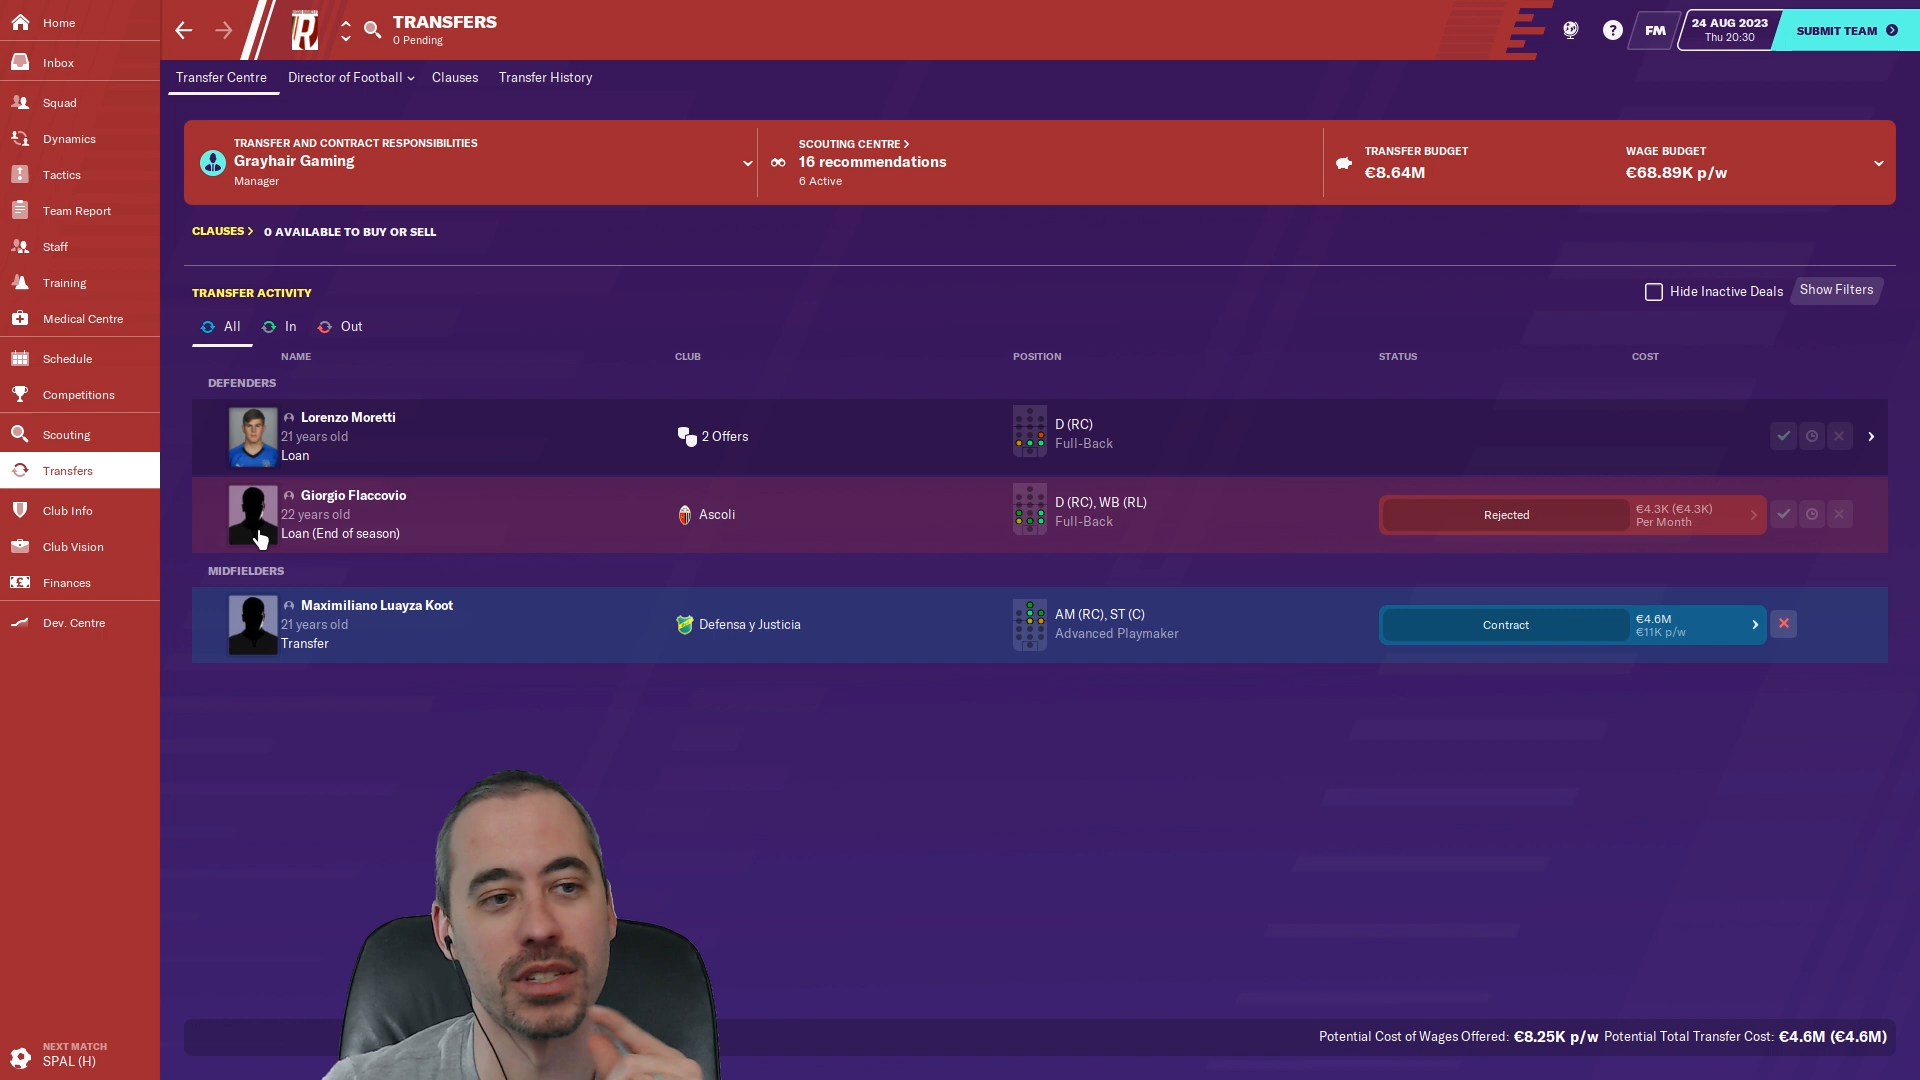 Home
Inbox
Squad
Dynamics
Tactics
Team Report
Staff
Training
Medical Centre
Schedule
Competitions
Scouting
Transfers
Club Info
Club Vision
Finances
Dev. Centre
NEXT MATCH
SPAL (H)
R
TRANSFERS
0 Pending
?
FM
24 AUG 2023
Thu 20:30
SUBMIT TEAM
Transfer Centre
Director of Football
Clauses
Transfer History
TRANSFER AND CONTRACT RESPONSIBILITIES
Grayhair Gaming
Manager
SCOUTING CENTRE >
16 recommendations
6 Active
TRANSFER BUDGET
€8.64M
WAGE BUDGET
€68.89K p/w
CLAUSES > 0 AVAILABLE TO BUY OR SELL
TRANSFER ACTIVITY
Hide Inactive Deals
Show Filters
All
In
Out
NAME
CLUB
POSITION
STATUS
COST
DEFENDERS
Lorenzo Moretti
21 years old
Loan
2 Offers
D (RC)
Full-Back
Giorgio Flaccovio
22 years old
Loan (End of season)
Ascoli
D (RC), WB (RL)
Full-Back
Rejected
€4.3K (€4.3K)
Per Month
MIDFIELDERS
Maximiliano Luayza Koot
21 years old
Transfer
Defensa y Justicia
AM (RC), ST (C)
Advanced Playmaker
Contract
€4.6M
€11K p/w
Potential Cost of Wages Offered: €8.25K p/w Potential Total Transfer Cost: €4.6M (€4.6M)